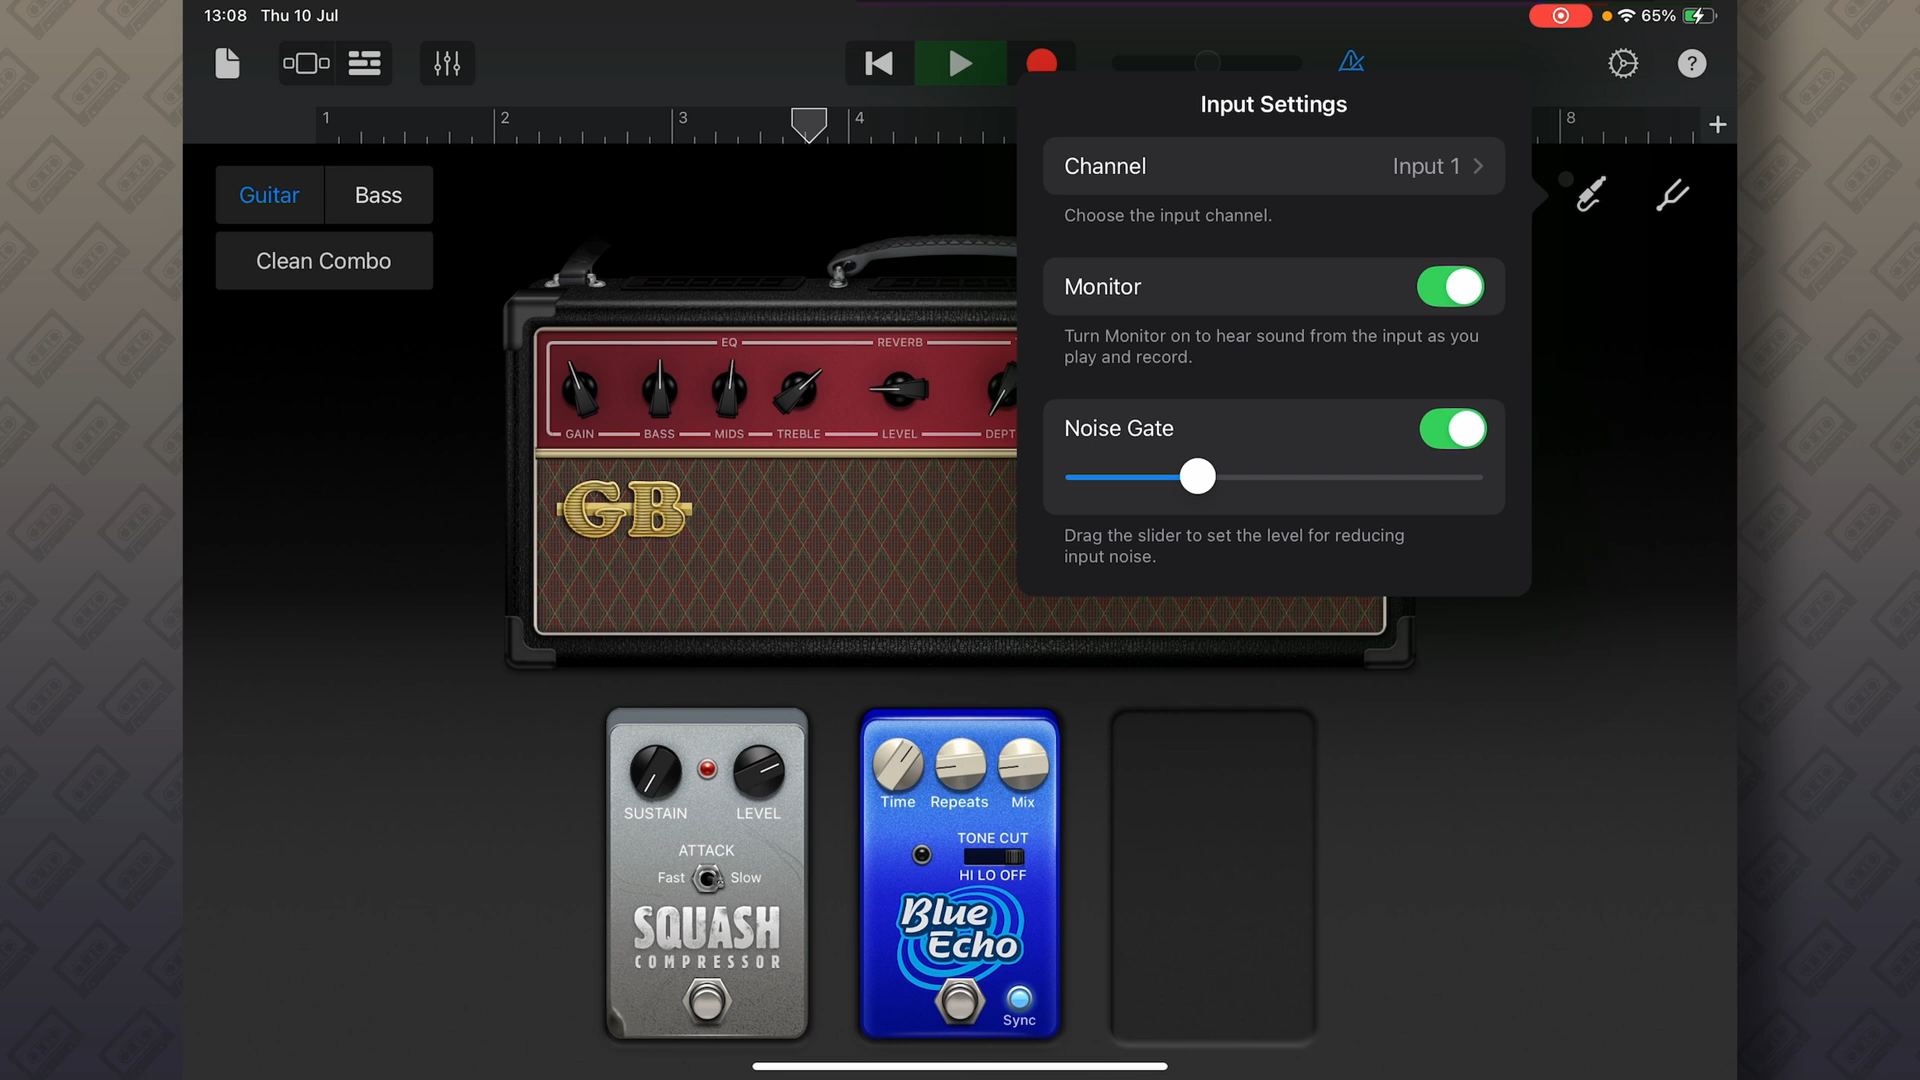 13:08 Thu 10 Jul
65%
?
1 2 3 4 8
Input Settings
Channel Input 1
Choose the input channel.
Guitar Bass
Clean Combo
Monitor
Turn Monitor on to hear sound from the input as you
play and record.
EQ REVERB
GAIN BASS MIDS TREBLE LEVEL DEPT
Noise Gate
Drag the slider to set the level for reducing
input noise.
GB
SUSTAIN LEVEL
ATTACK
Fast Slow
SQUASH
COMPRESSOR
Time Repeats Mix
TONE CUT
HI LO OFF
Blue
Echo
Sync